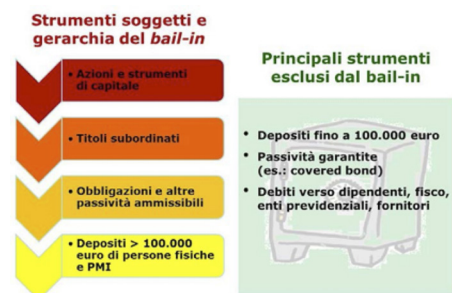 Strumenti soggetti e
gerarchia del bail-in
• Azioni e strumenti
di capitale
• Titoli subordinati
• Obbligazioni e altre
passività ammissibili
• Depositi > 100.000
euro di persone fisiche
e PMI
Principali strumenti
esclusi dal bail-in
• Depositi fino a 100.000 euro
• Passività garantite
(es.: covered bond)
• Debiti verso dipendenti, fisco,
enti previdenziali, fornitori